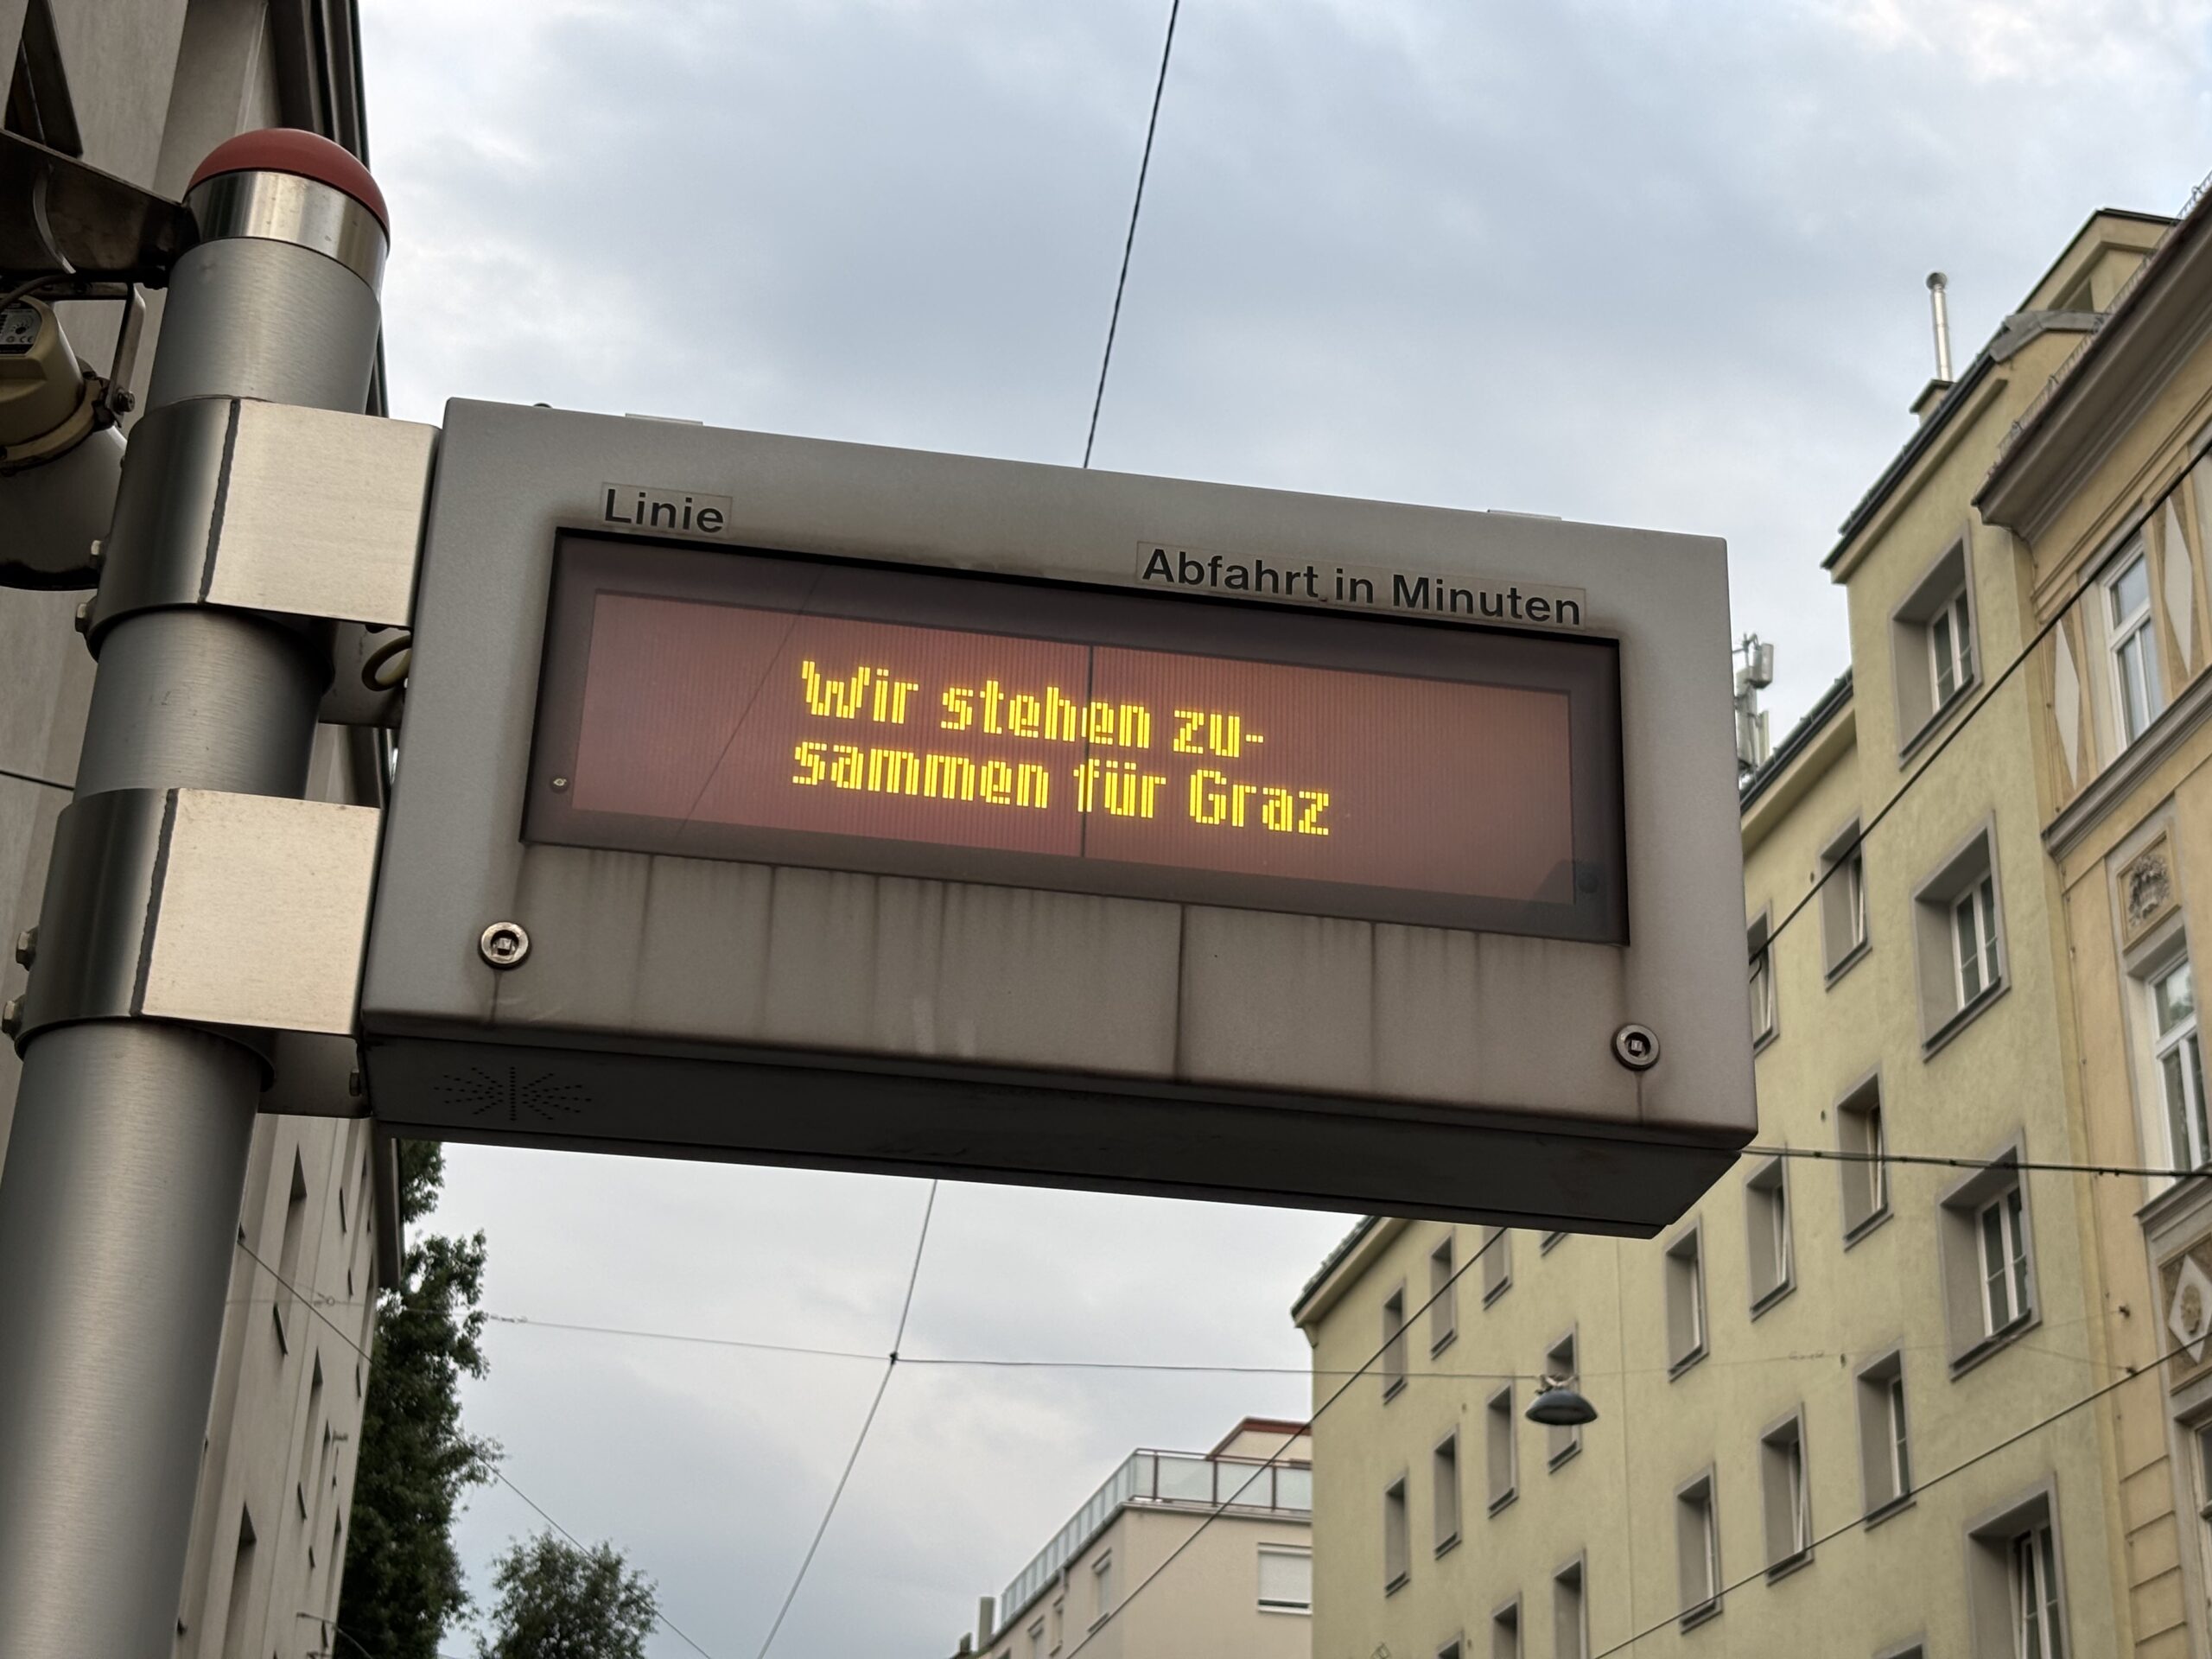 Linie
Abfahrt in Minuten
Wir stehen zu-
sammen für Graz